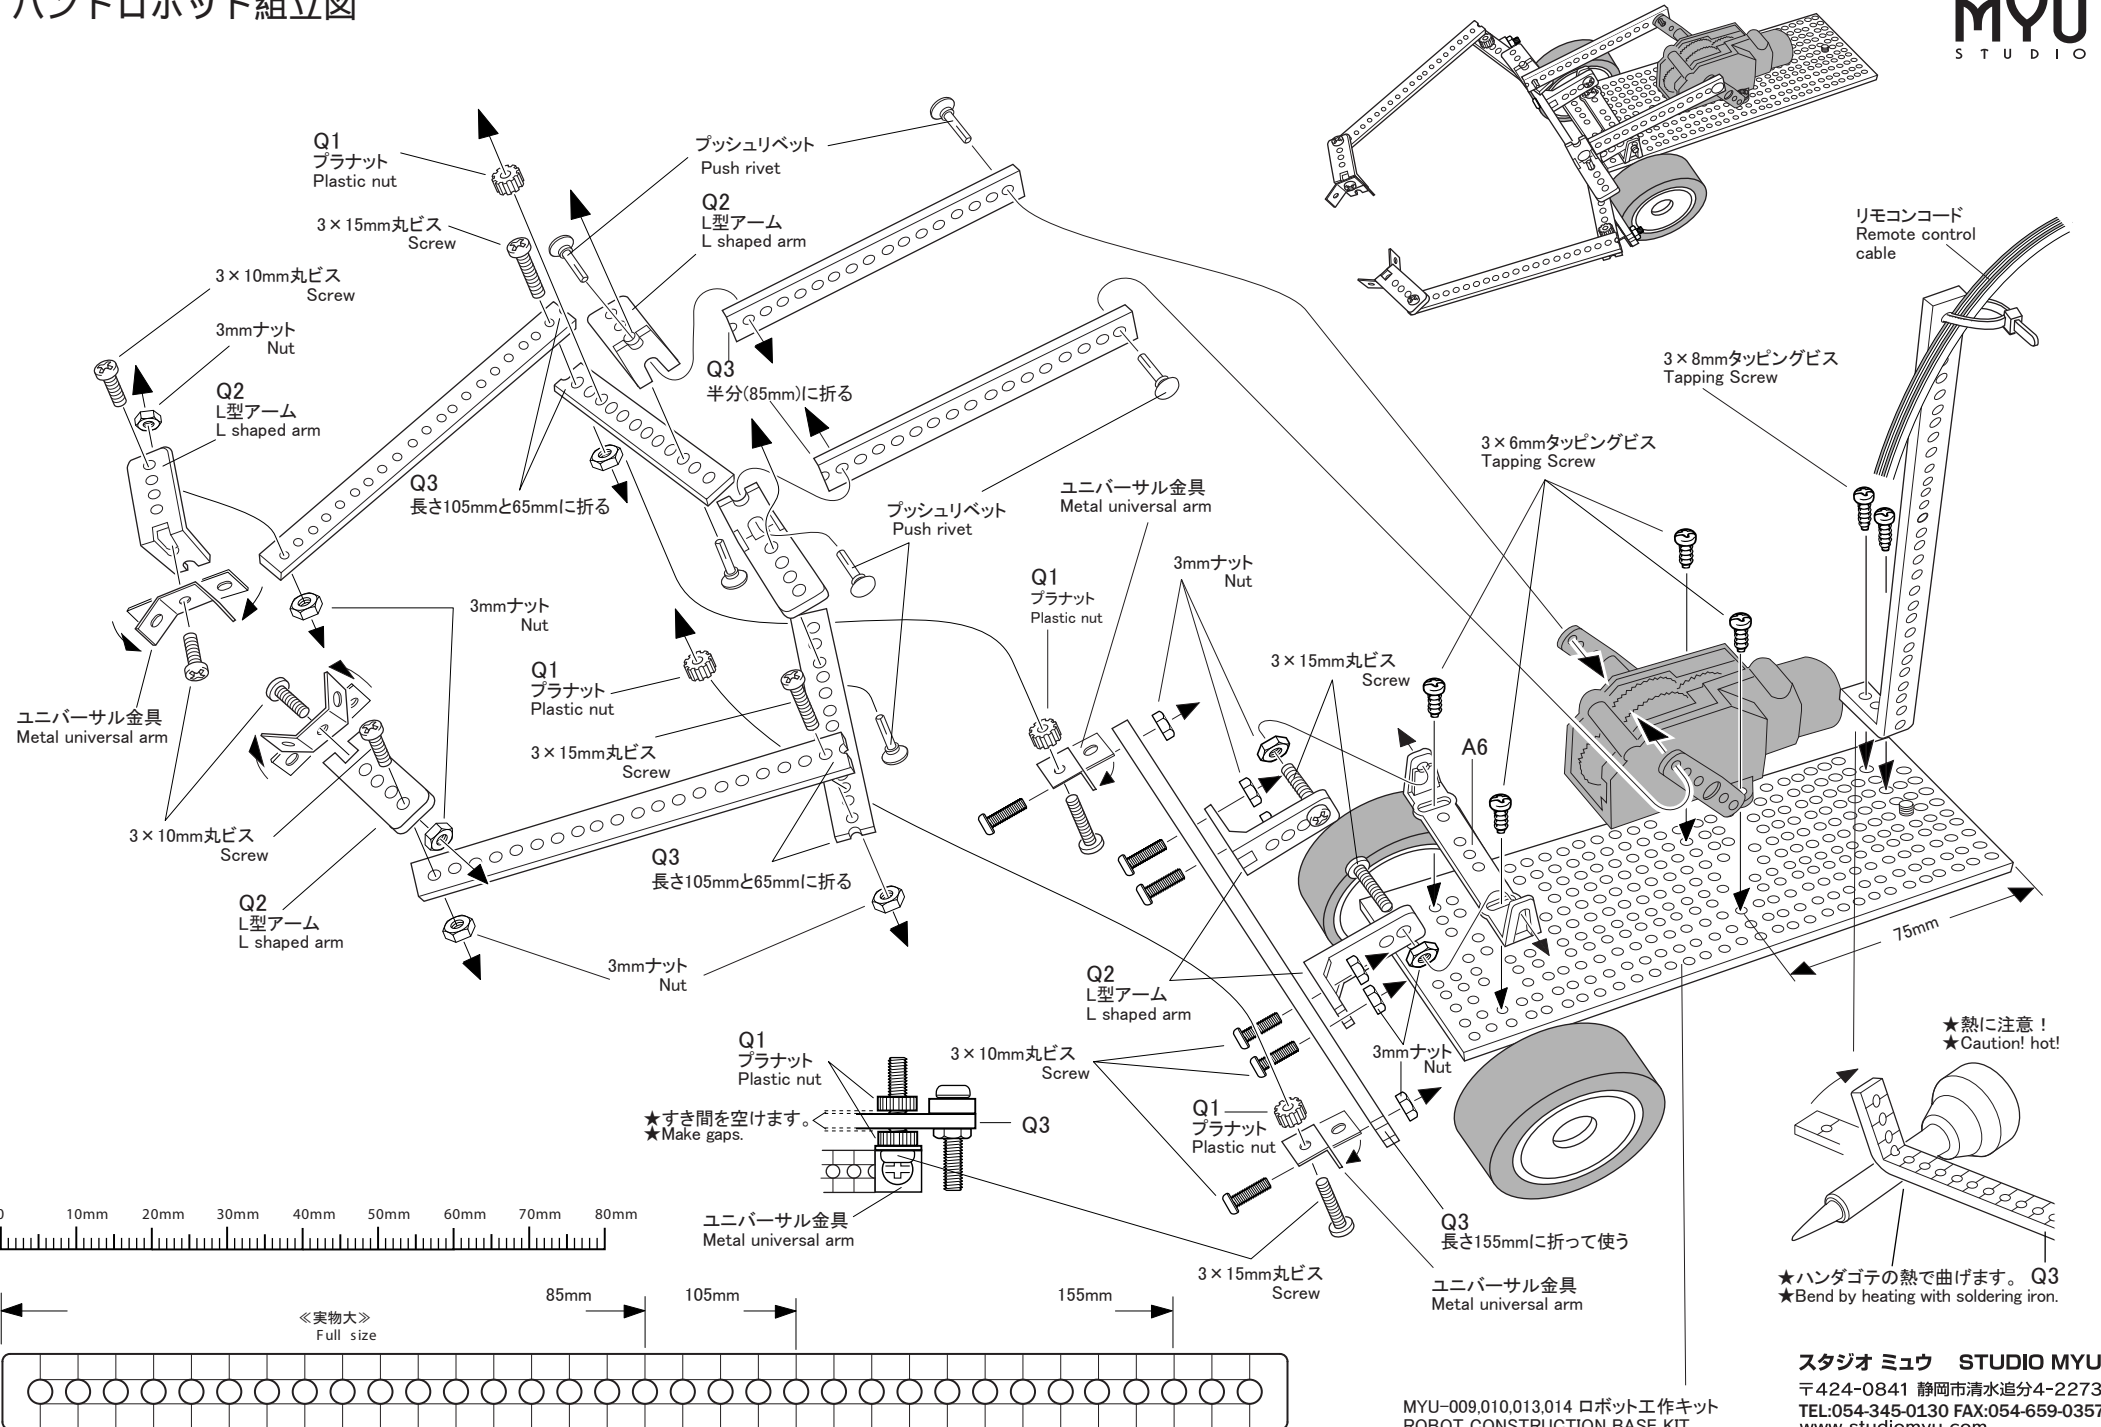 ハンドロボット組立図
MYU
STUDIO
Q1
プラナット
Plastic nut
プッシュリベット
Push rivet
Q2
L型アーム
L shaped arm
3×15mm丸ビス
Screw
3×10mm丸ビス
Screw
3mmナット
Nut
Q2
L型アーム
L shaped arm
Q3
半分(85mm)に折る
Q3
長さ105mmと65mmに折る
リモコンコード
Remote control
cable
3×8mmタッピングビス
Tapping Screw
3×6mmタッピングビス
Tapping Screw
ユニバーサル金具
Metal universal arm
プッシュリベット
Push rivet
3mmナット
Nut
Q1
プラナット
Plastic nut
3mmナット
Nut
Q1
プラナット
Plastic nut
3×15mm丸ビス
Screw
A6
ユニバーサル金具
Metal universal arm
3×15mm丸ビス
Screw
3×10mm丸ビス
Screw
Q3
長さ105mmと65mmに折る
Q2
L型アーム
L shaped arm
3mmナット
Nut
75mm
Q2
L型アーム
L shaped arm
★熱に注意！
★Caution! hot!
Q1
プラナット
Plastic nut
3×10mm丸ビス
Screw
3mmナット
Nut
★すき間を空けます。
★Make gaps.
Q3
Q1
プラナット
Plastic nut
ユニバーサル金具
Metal universal arm
Q3
長さ155mmに折って使う
3×15mm丸ビス
Screw
ユニバーサル金具
Metal universal arm
★ハンダゴテの熱で曲げます。 Q3
★Bend by heating with soldering iron.
0 10mm 20mm 30mm 40mm 50mm 60mm 70mm 80mm
85mm 105mm 155mm
≪実物大≫
Full size
MYU-009,010,013,014 ロボット工作キット
ROBOT CONSTRUCTION BASE KIT
スタジオ ミュウ STUDIO MYU
〒424-0841 静岡市清水追分4-2273
TEL:054-345-0130 FAX:054-659-0357
www.studiomyu.com